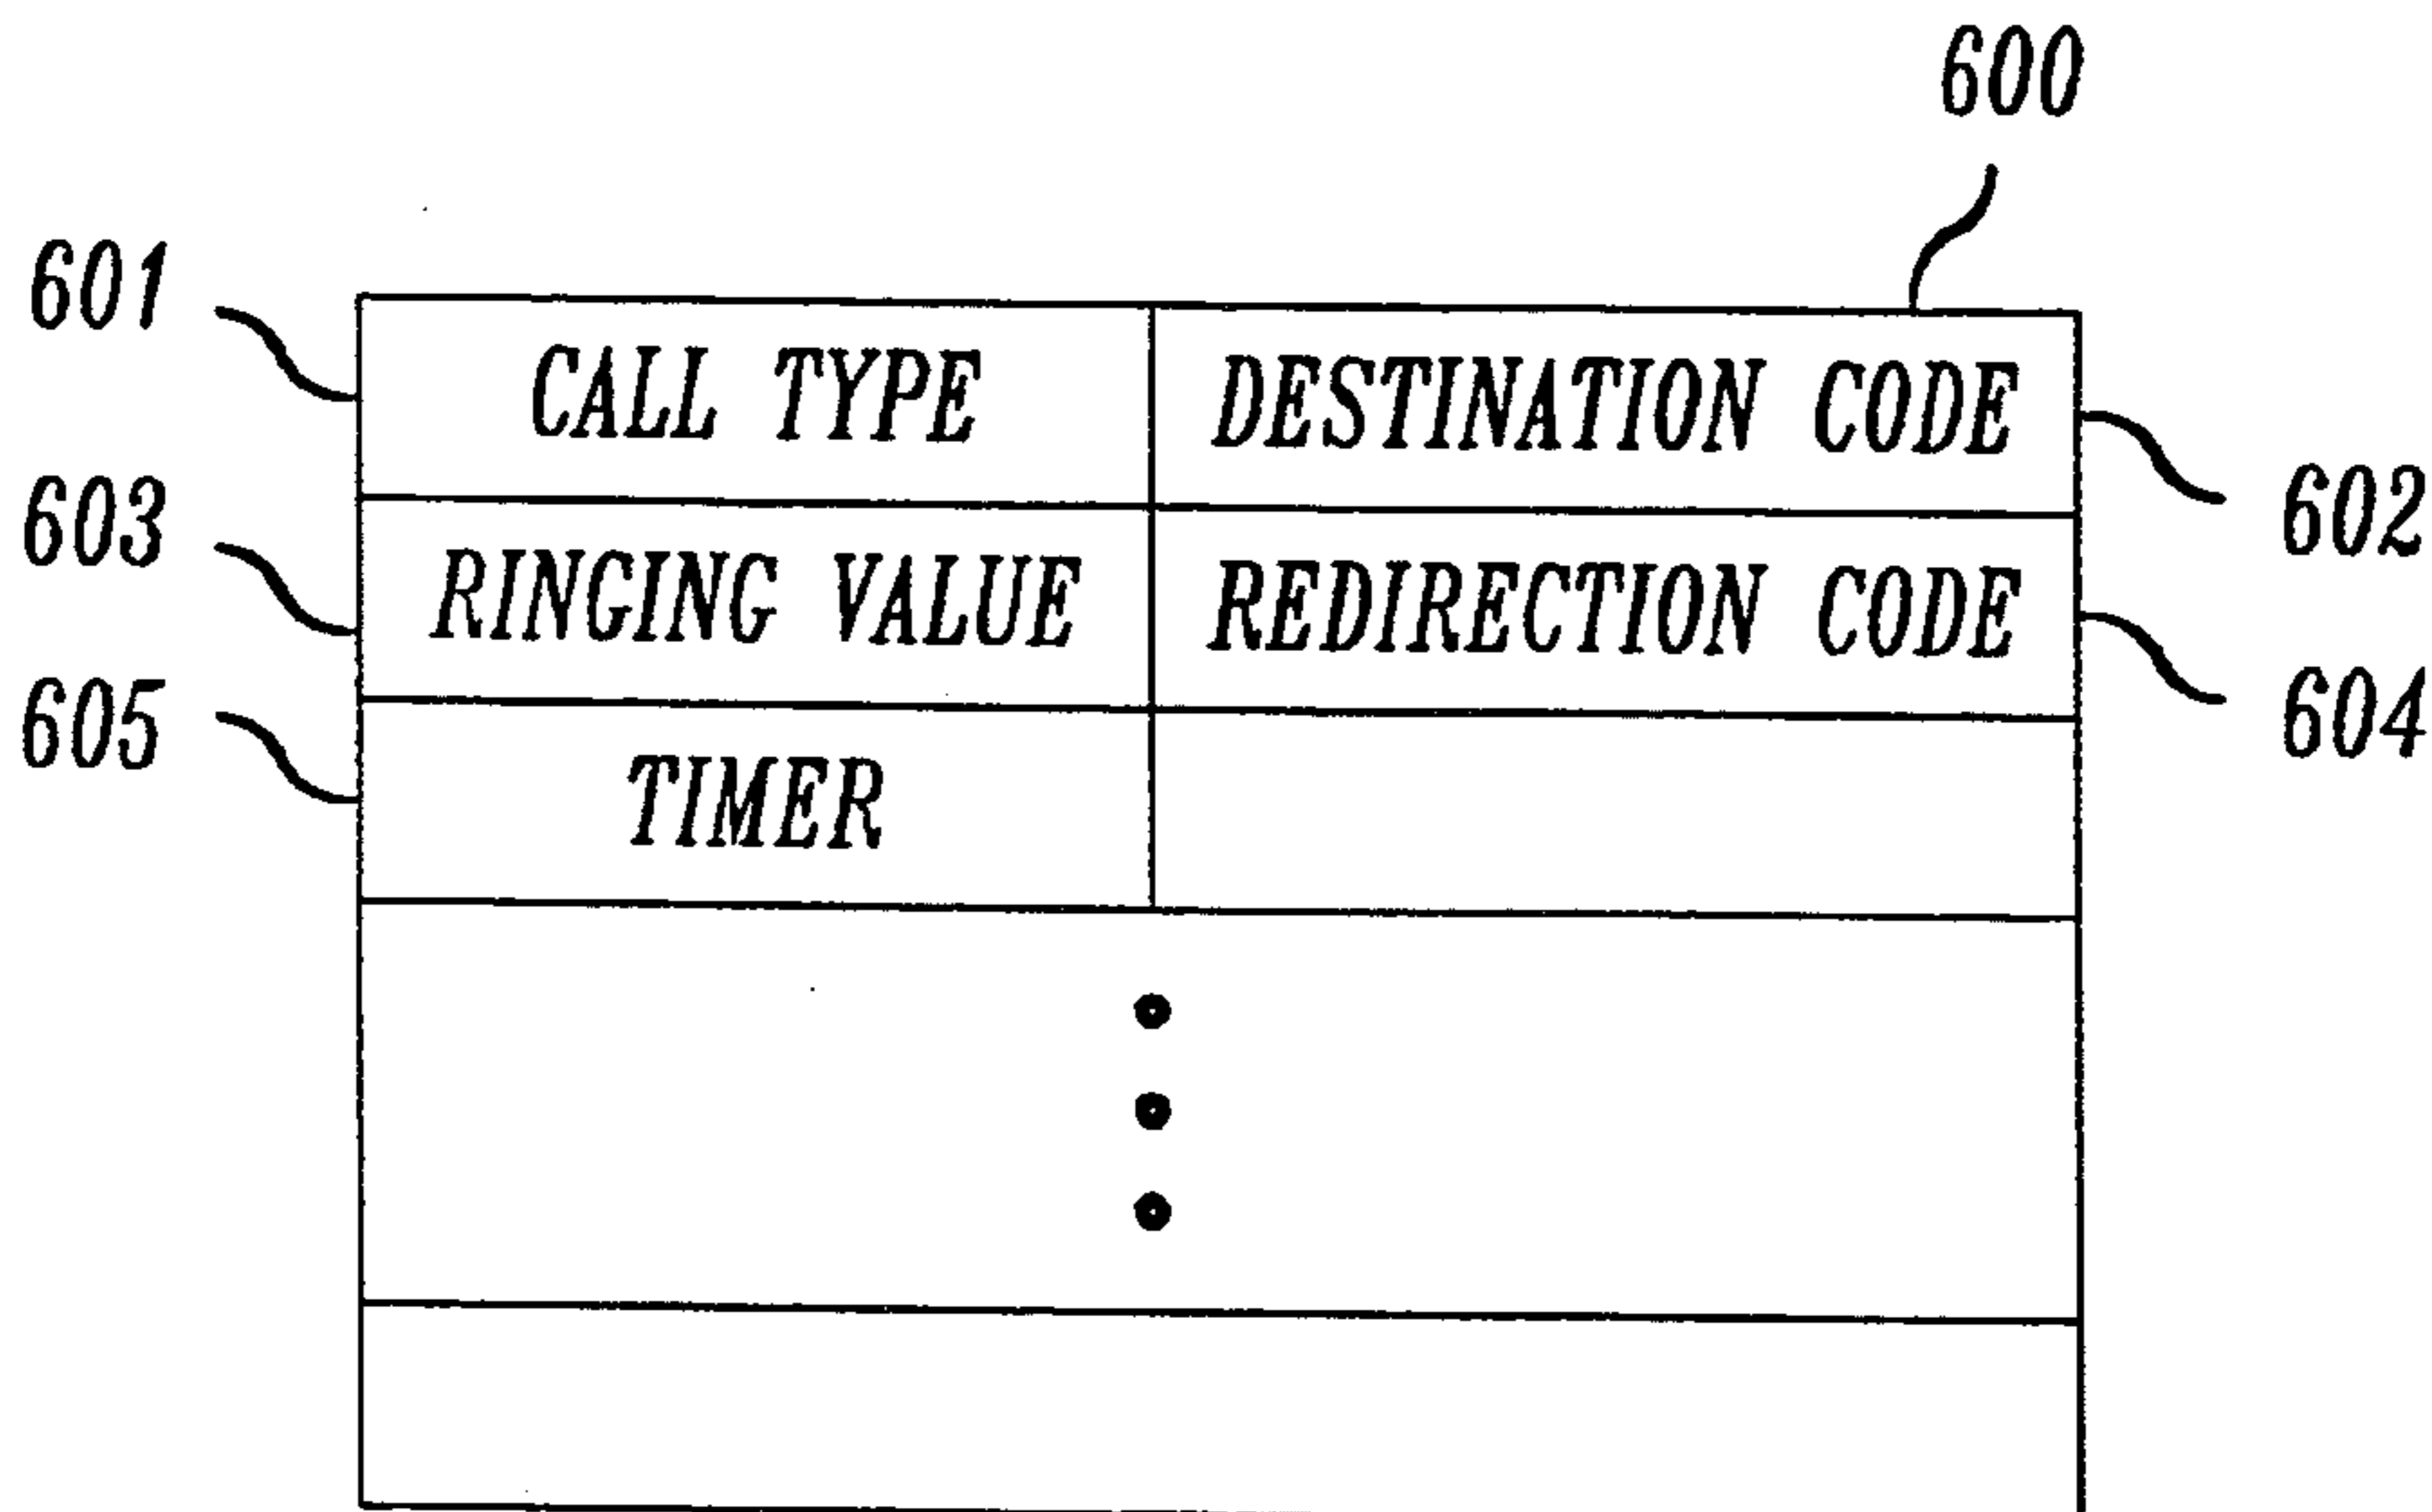 600
601
CALL TYPE
DESTINATION CODE
602
603
RINGING VALUE
REDIRECTION CODE
604
605
TIMER